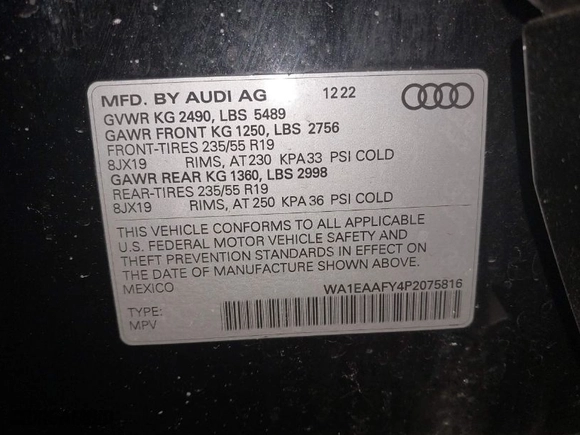 MFD. BY AUDI AG 12 22
GVWR KG 2490, LBS 5489
GAWR FRONT KG 1250, LBS 2756
FRONT-TIRES 235/55 R19
8JX19 RIMS, AT 230 KPA 33 PSI COLD
GAWR REAR KG 1360, LBS 2998
REAR-TIRES 235/55 R19
8JX19 RIMS, AT 250 KPA 36 PSI COLD
THIS VEHICLE CONFORMS TO ALL APPLICABLE
U.S. FEDERAL MOTOR VEHICLE SAFETY AND
THEFT PREVENTION STANDARDS IN EFFECT ON
THE DATE OF MANUFACTURE SHOWN ABOVE.
MEXICO WA1EAAFY4P2075816
TYPE:
MPV